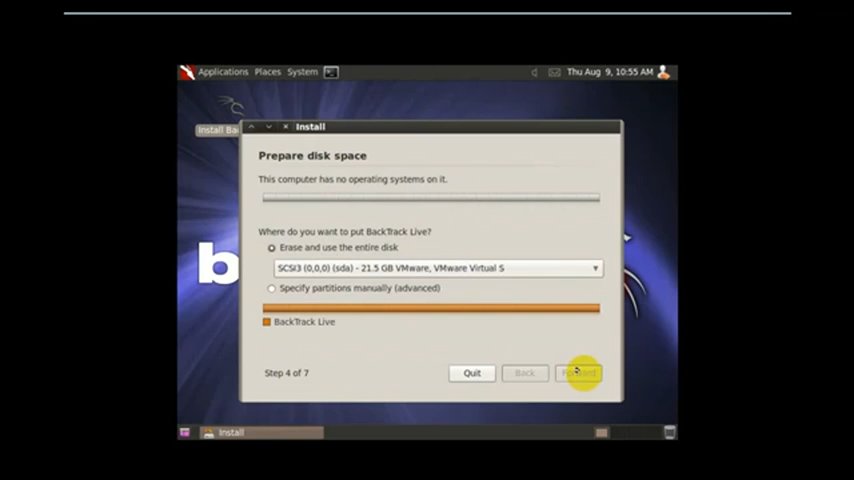 Applications Places System
Thu Aug 9, 10:55 AM
Install Ba
Install
Prepare disk space
This computer has no operating systems on it.
Where do you want to put BackTrack Live?
Erase and use the entire disk
SCSI3 (0,0,0) (sda) - 21.5 GB VMware, VMware Virtual S
Specify partitions manually (advanced)
b
BackTrack Live
Step 4 of 7
Quit
Back
Forward
Install